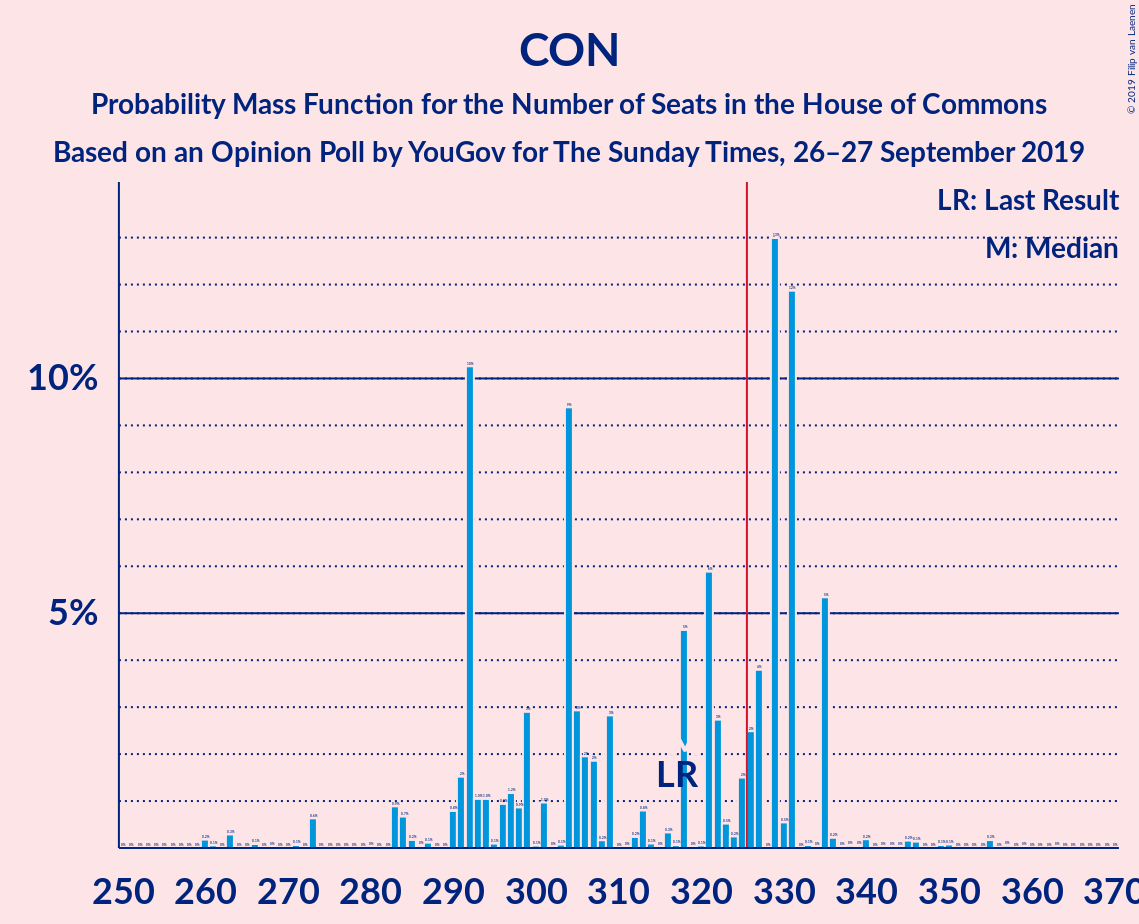 CON
Probability Mass Function for the Number of Seats in the House of Commons
Based on an Opinion Poll by YouGov for The Sunday Times, 26–27 September 2019
© 2019 Filip van Laenen
LR: Last Result
M: Median
10%
5%
LR
250 260 270 280 290 300 310 320 330 340 350 360 370